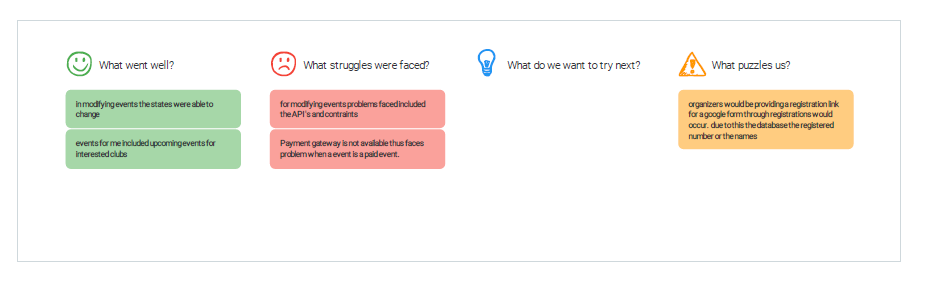 What went well?
in modifying events the states were able to
change
events for me included upcoming events for
interested clubs
What struggles were faced?
for modifying events problems faced included
the API's and contraints
Payment gateway is not available thus faces
problem when a event is a paid event.
What do we want to try next?
What puzzles us?
organizers would be providing a registration link
for a google form through registrations would
occur. due to this the database the registered
number or the names